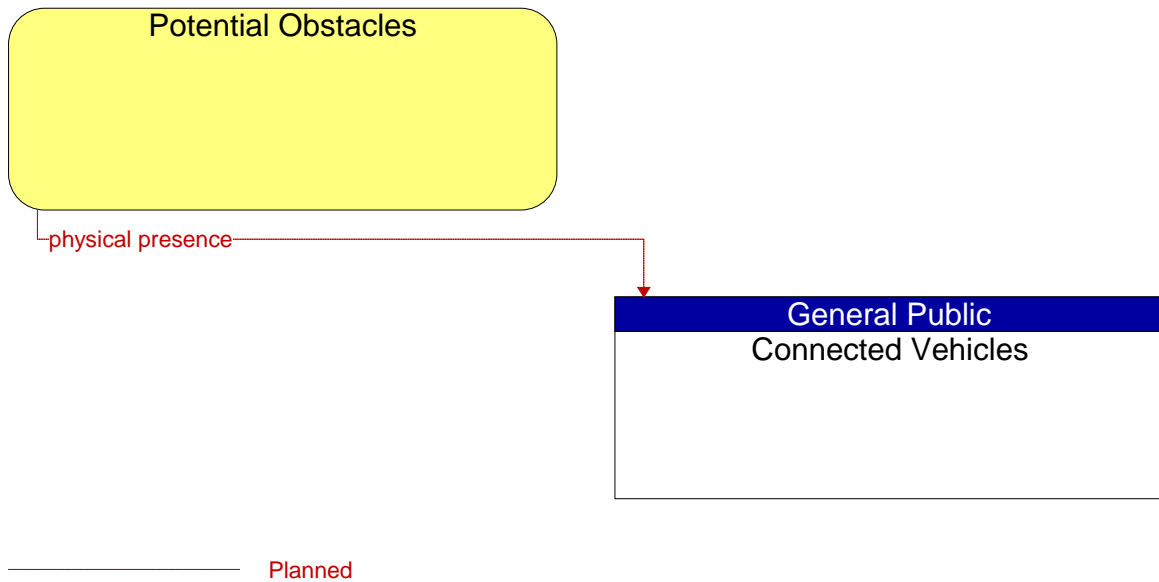 Potential Obstacles
physical presence
General Public
Connected Vehicles
Planned